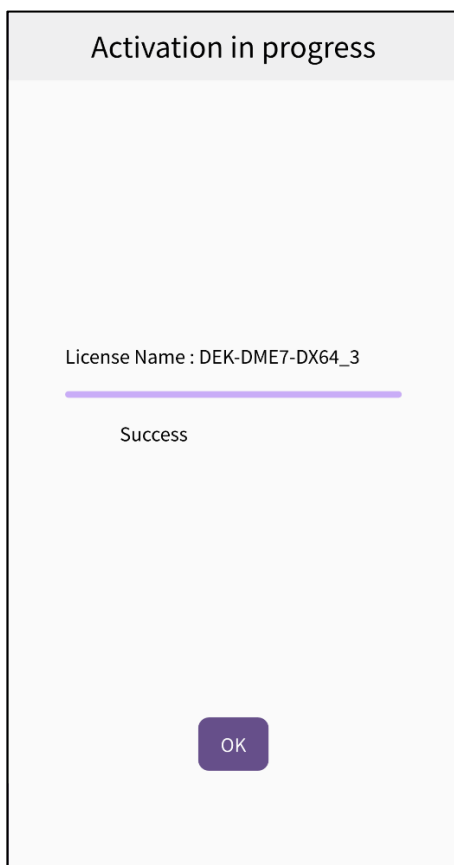 Activation in progress
License Name : DEK-DME7-DX64_3
Success
OK